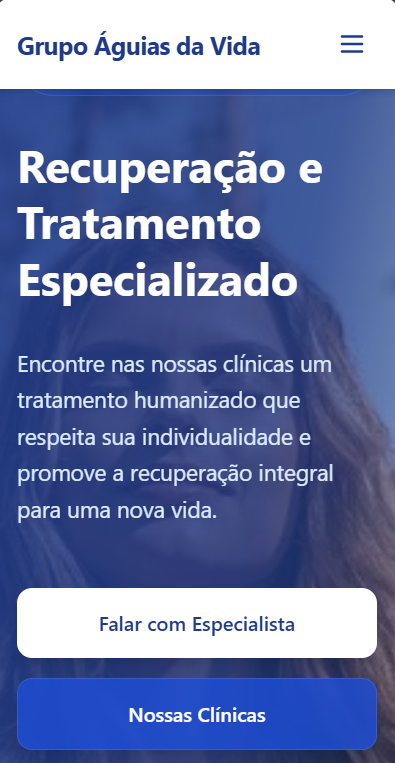 Grupo Águias da Vida
Recuperação e
Tratamento
Especializado
Encontre nas nossas clínicas um
tratamento humanizado que
respeita sua individualidade e
promove a recuperação integral
para uma nova vida.
Falar com Especialista
Nossas Clínicas